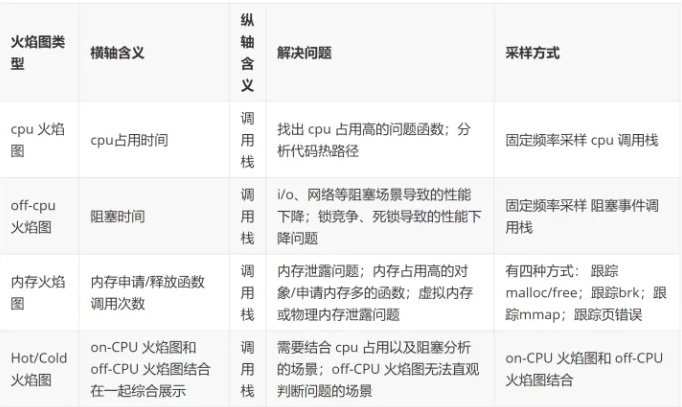 火焰图类
型
横轴含义
纵
轴
含
义
解决问题
采样方式
cpu 火焰
图
cpu占用时间
调
用
栈
找出 cpu 占用高的问题函数；分
析代码热路径
固定频率采样 cpu 调用栈
off-cpu
火焰图
阻塞时间
调
用
栈
i/o、网络等阻塞场景导致的性能
下降；锁竞争、死锁导致的性能下
降问题
固定频率采样 阻塞事件调
用栈
内存火焰
图
内存申请/释放函数
调用次数
调
用
栈
内存泄露问题；内存占用高的对
象/申请内存多的函数；虚拟内存
或物理内存泄露问题
有四种方式： 跟踪
malloc/free；跟踪brk；跟
踪mmap；跟踪页错误
Hot/Cold
火焰图
on-CPU 火焰图和
off-CPU 火焰图结合
在一起综合展示
调
用
栈
需要结合 cpu 占用以及阻塞分析
的场景；off-CPU 火焰图无法直观
判断问题的场景
on-CPU 火焰图和 off-CPU
火焰图结合